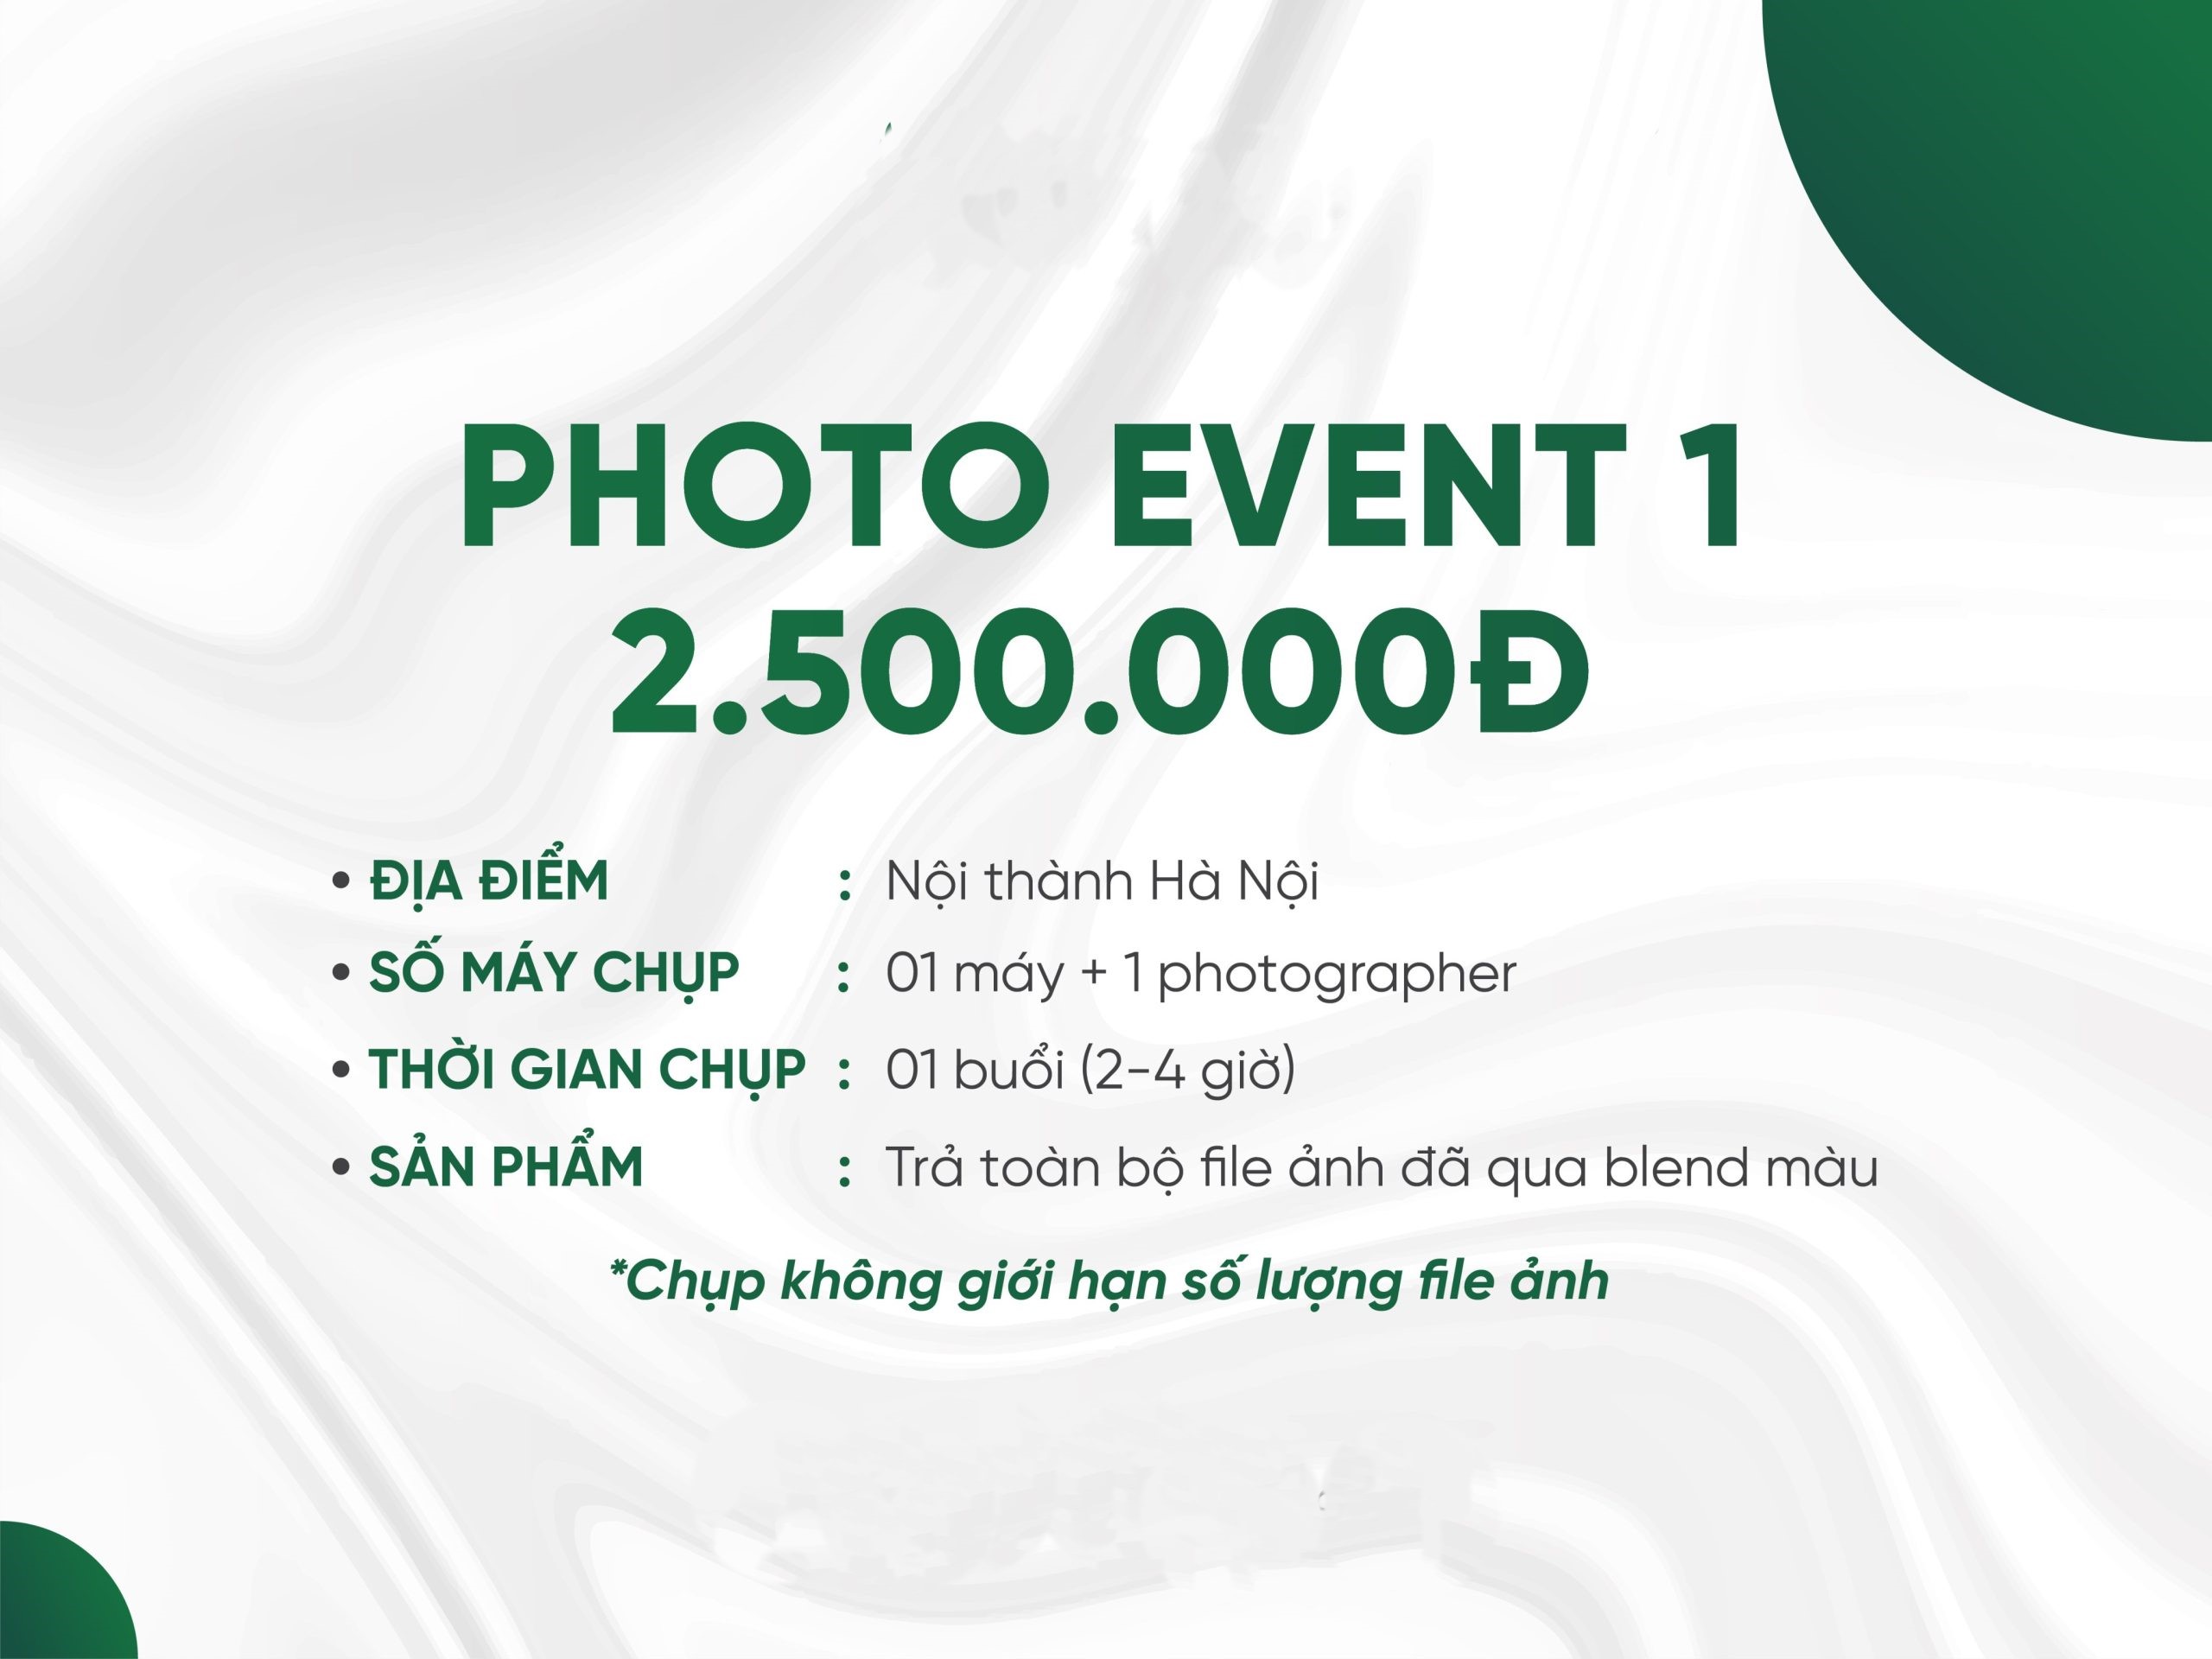 PHOTO EVENT 1
2.500.000Đ
• ĐỊA ĐIỂM : Nội thành Hà Nội
• SỐ MÁY CHỤP : 01 máy + 1 photographer
• THỜI GIAN CHỤP : 01 buổi (2-4 giờ)
• SẢN PHẨM : Trả toàn bộ file ảnh đã qua blend màu
*Chụp không giới hạn số lượng file ảnh